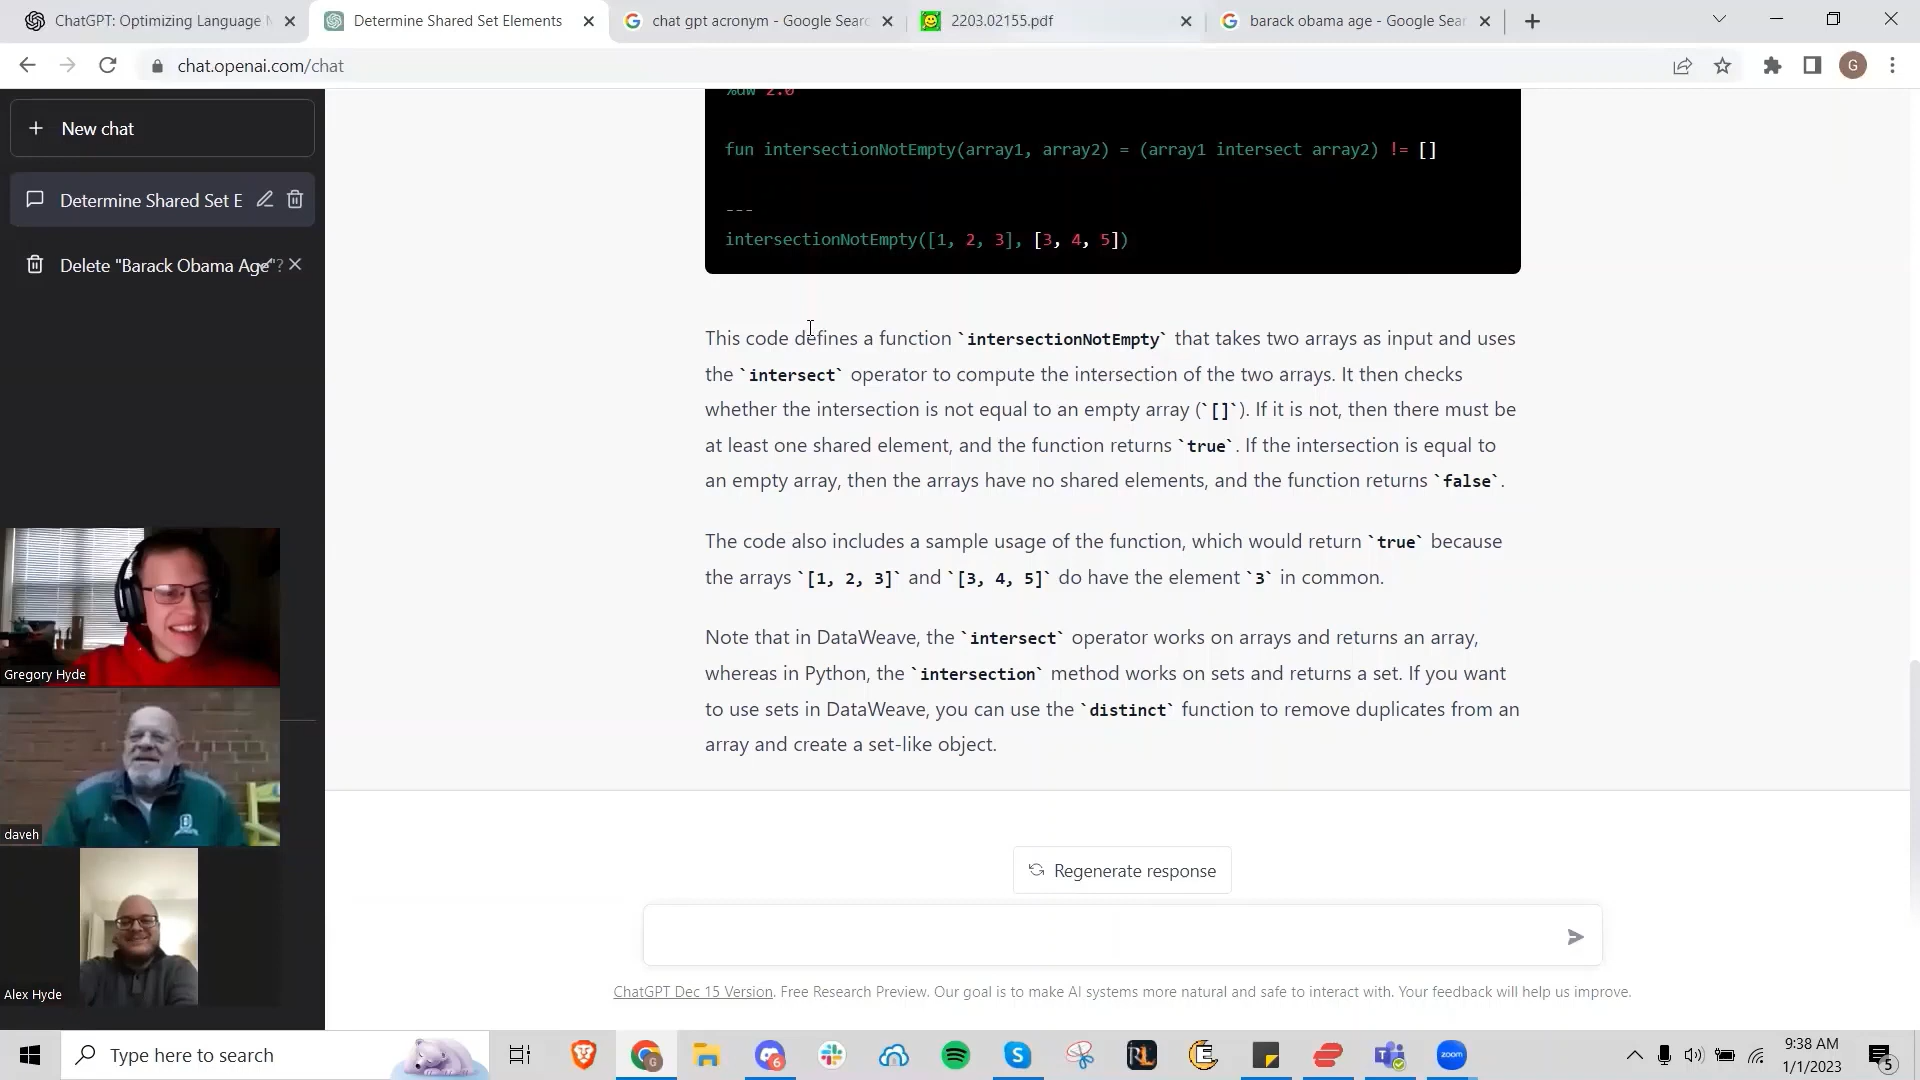 ChatGPT: Optimizing Language
Determine Shared Set Elements
chat gpt acronym - Google Searc
2203.02155.pdf
barack obama age - Google Sear
chat.openai.com/chat
G
New chat
Determine Shared Set E
Delete "Barack Obama Age"?
%dw 2.0
fun intersectionNotEmpty(array1, array2) = (array1 intersect array2) != []
---
intersectionNotEmpty([1, 2, 3], [3, 4, 5])
This code defines a function `intersectionNotEmpty` that takes two arrays as input and uses
the `intersect` operator to compute the intersection of the two arrays. It then checks
whether the intersection is not equal to an empty array (`[]`). If it is not, then there must be
at least one shared element, and the function returns `true`. If the intersection is equal to
an empty array, then the arrays have no shared elements, and the function returns `false`.
The code also includes a sample usage of the function, which would return `true` because
the arrays `[1, 2, 3]` and `[3, 4, 5]` do have the element `3` in common.
Note that in DataWeave, the `intersect` operator works on arrays and returns an array,
whereas in Python, the `intersection` method works on sets and returns a set. If you want
to use sets in DataWeave, you can use the `distinct` function to remove duplicates from an
array and create a set-like object.
Gregory Hyde
daveh
Alex Hyde
Regenerate response
ChatGPT Dec 15 Version. Free Research Preview. Our goal is to make AI systems more natural and safe to interact with. Your feedback will help us improve.
Type here to search
G
6
S
RL
zoom
9:38 AM
1/1/2023
5